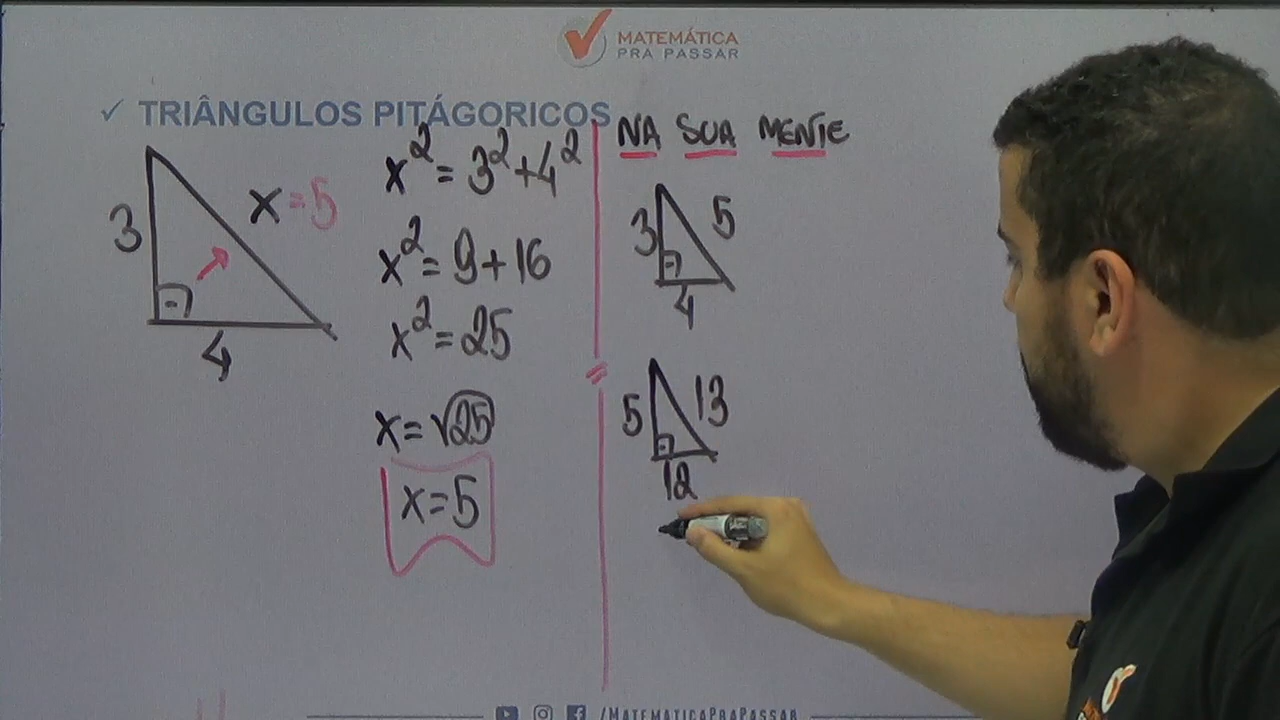 MATEMÁTICA
PRA PASSAR
✓ TRIÂNGULOS PITÁGORICOS
3
x = 5
4
x² = 3² + 4²
x² = 9 + 16
x² = 25
x = √25
x = 5
NA SUA MENTE
3
5
4
5
13
12
/MATEMATICAPRAPASSAR